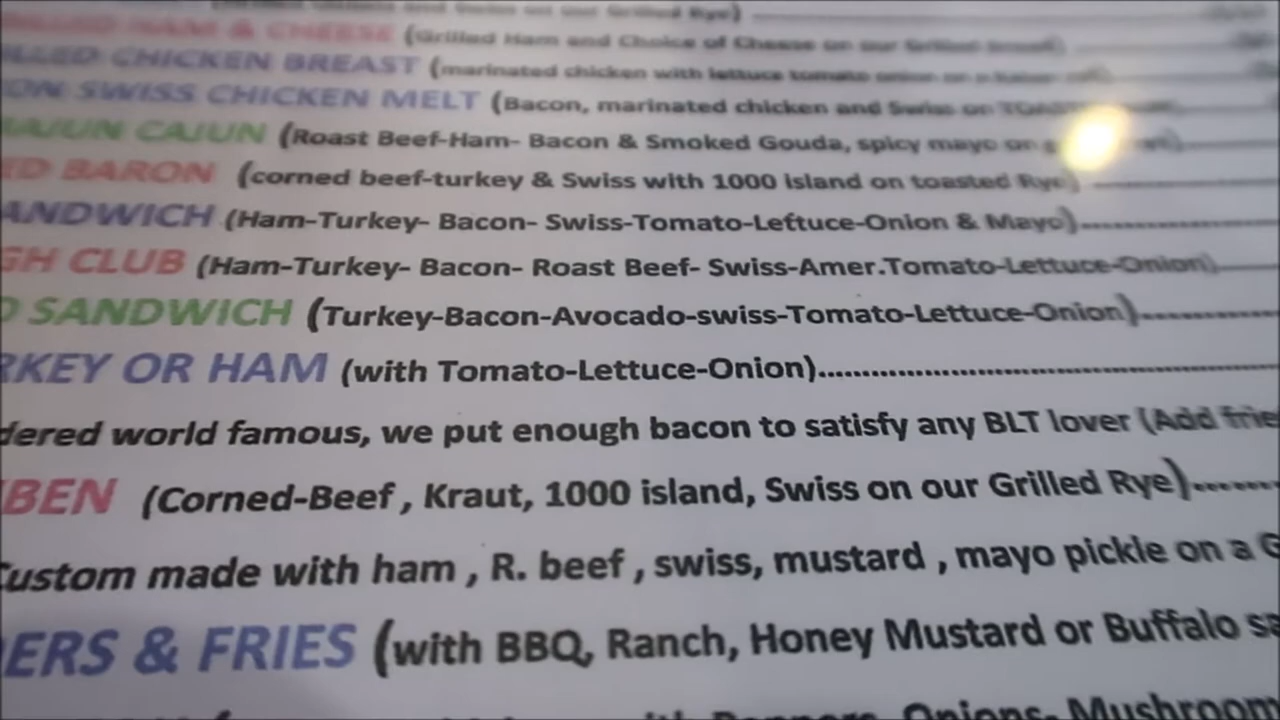 HAM & CHEESE (Grilled Ham and Choice of Cheese on our Grilled
CHICKEN BREAST (marinated chicken with lettuce tomato onion on a
SWISS CHICKEN MELT (Bacon, marinated chicken and Swiss on
CAJUN (Roast Beef-Ham- Bacon & Smoked Gouda, spicy mayo on
ED BARON (corned beef-turkey & Swiss with 1000 island on toasted Rye)
ANDWICH (Ham-Turkey- Bacon- Swiss-Tomato-Leftuce-Onion & Mayo)
GH CLUB (Ham-Turkey- Bacon- Roast Beef- Swiss-Amer.Tomato-Lettuce-Onion)
SANDWICH (Turkey-Bacon-Avocado-swiss-Tomato-Lettuce-Onion)
RKEY OR HAM (with Tomato-Lettuce-Onion)
dered world famous, we put enough bacon to satisfy any BLT lover (Add frie
BEN (Corned-Beef , Kraut, 1000 island, Swiss on our Grilled Rye)
Custom made with ham , R. beef , swiss, mustard , mayo pickle on a G
ERS & FRIES (with BBQ, Ranch, Honey Mustard or Buffalo sa
Onions- Mushroom